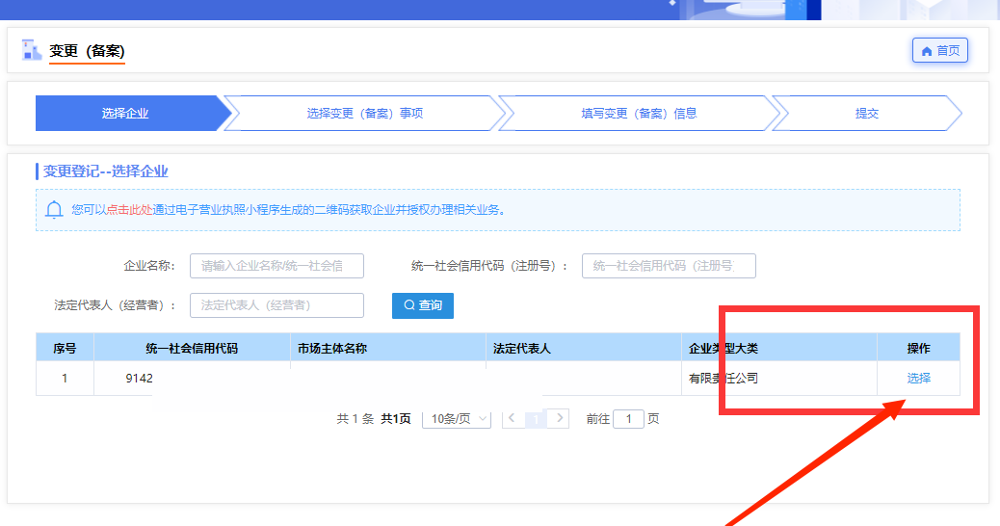 变更（备案）
首页
选择企业
选择变更（备案）事项
填写变更（备案）信息
提交
变更登记--选择企业
您可以点击此处通过电子营业执照小程序生成的二维码获取企业并授权办理相关业务。
企业名称： 请输入企业名称/统一社会信 统一社会信用代码（注册号）： 统一社会信用代码（注册号
法定代表人（经营者）： 法定代表人（经营者） 查询
序号 统一社会信用代码 市场主体名称 法定代表人 企业类型大类 操作
1 9142 有限责任公司 选择
共 1 条 共1页 10条/页 1 前往 1 页